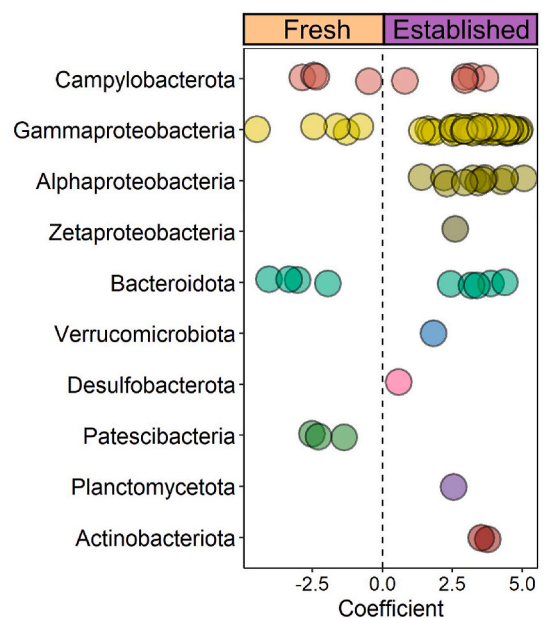 Fresh Established
Campylobacterota
Gammaproteobacteria
Alphaproteobacteria
Zetaproteobacteria
Bacteroidota
Verrucomicrobiota
Desulfobacterota
Patescibacteria
Planctomycetota
Actinobacteriota
-2.5 0.0 2.5 5.0
Coefficient